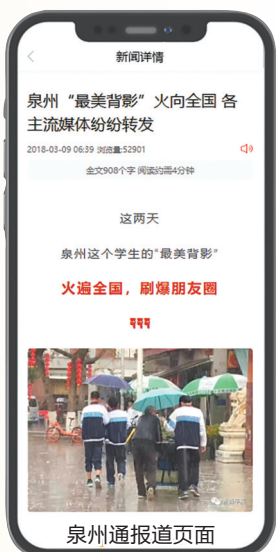 新闻详情
泉州“最美背影”火向全国 各
主流媒体纷纷转发
2018-03-09 06:39 浏览量:52901
全文908个字 阅读约需4分钟
这两天
泉州这个学生的“最美背影”
火遍全国，刷爆朋友圈
泉州通报道页面